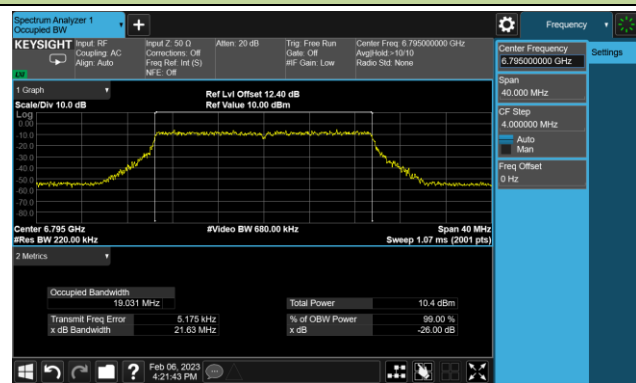 Spectrum Analyzer 1
Occupied BW
+
Frequency
KEYSIGHT
Input: RF
Coupling: AC
Align: Auto
Input Z: 50 Ω
Corrections: Off
Freq Ref: Int (S)
NFE: Off
Atten: 20 dB
Trig: Free Run
Gate: Off
#IF Gain: Low
Center Freq: 6.795000000 GHz
Avg|Hold:>10/10
Radio Std: None
LXI
Center Frequency
6.795000000 GHz
Settings
Span
40.000 MHz
CF Step
4.000000 MHz
Auto
Man
Freq Offset
0 Hz
1 Graph
Scale/Div 10.0 dB
Ref Lvl Offset 12.40 dB
Ref Value 10.00 dBm
Log
0.00
-10.0
-20.0
-30.0
-40.0
-50.0
-60.0
-70.0
-80.0
Center 6.795 GHz
#Res BW 220.00 kHz
#Video BW 680.00 kHz
Span 40 MHz
Sweep 1.07 ms (2001 pts)
2 Metrics
Occupied Bandwidth
19.031 MHz
Total Power 10.4 dBm
Transmit Freq Error 5.175 kHz
% of OBW Power 99.00 %
x dB Bandwidth 21.63 MHz
x dB -26.00 dB
?
Feb 06, 2023
4:21:43 PM